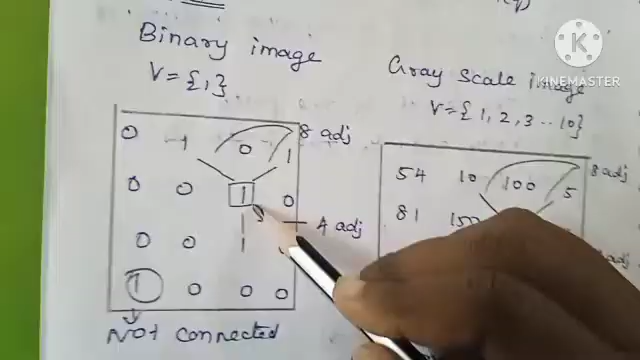 Binary image
V = {1}
0 1 0 1 8 adj
0 0 1 0
4 adj
0 0 1
1 0 0 0
Not connected
Gray Scale image
V = {1, 2, 3 .. 10}
54 10 100 5 8 adj
81
KINEMASTER